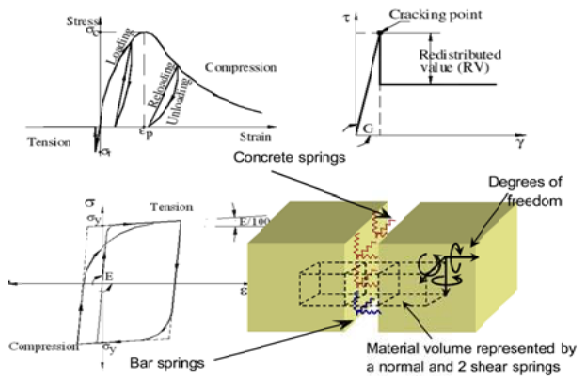 Stress
σc
Loading
Reloading
Unloading
Compression
Tension
εp
Strain
σt
τ
Cracking point
Redistributed
value (RV)
G
γ
Concrete springs
Degrees of
freedom
σ
σy
Tension
E/100
E
ε
Compression
σy
Bar springs
Material volume represented by
a normal and 2 shear springs